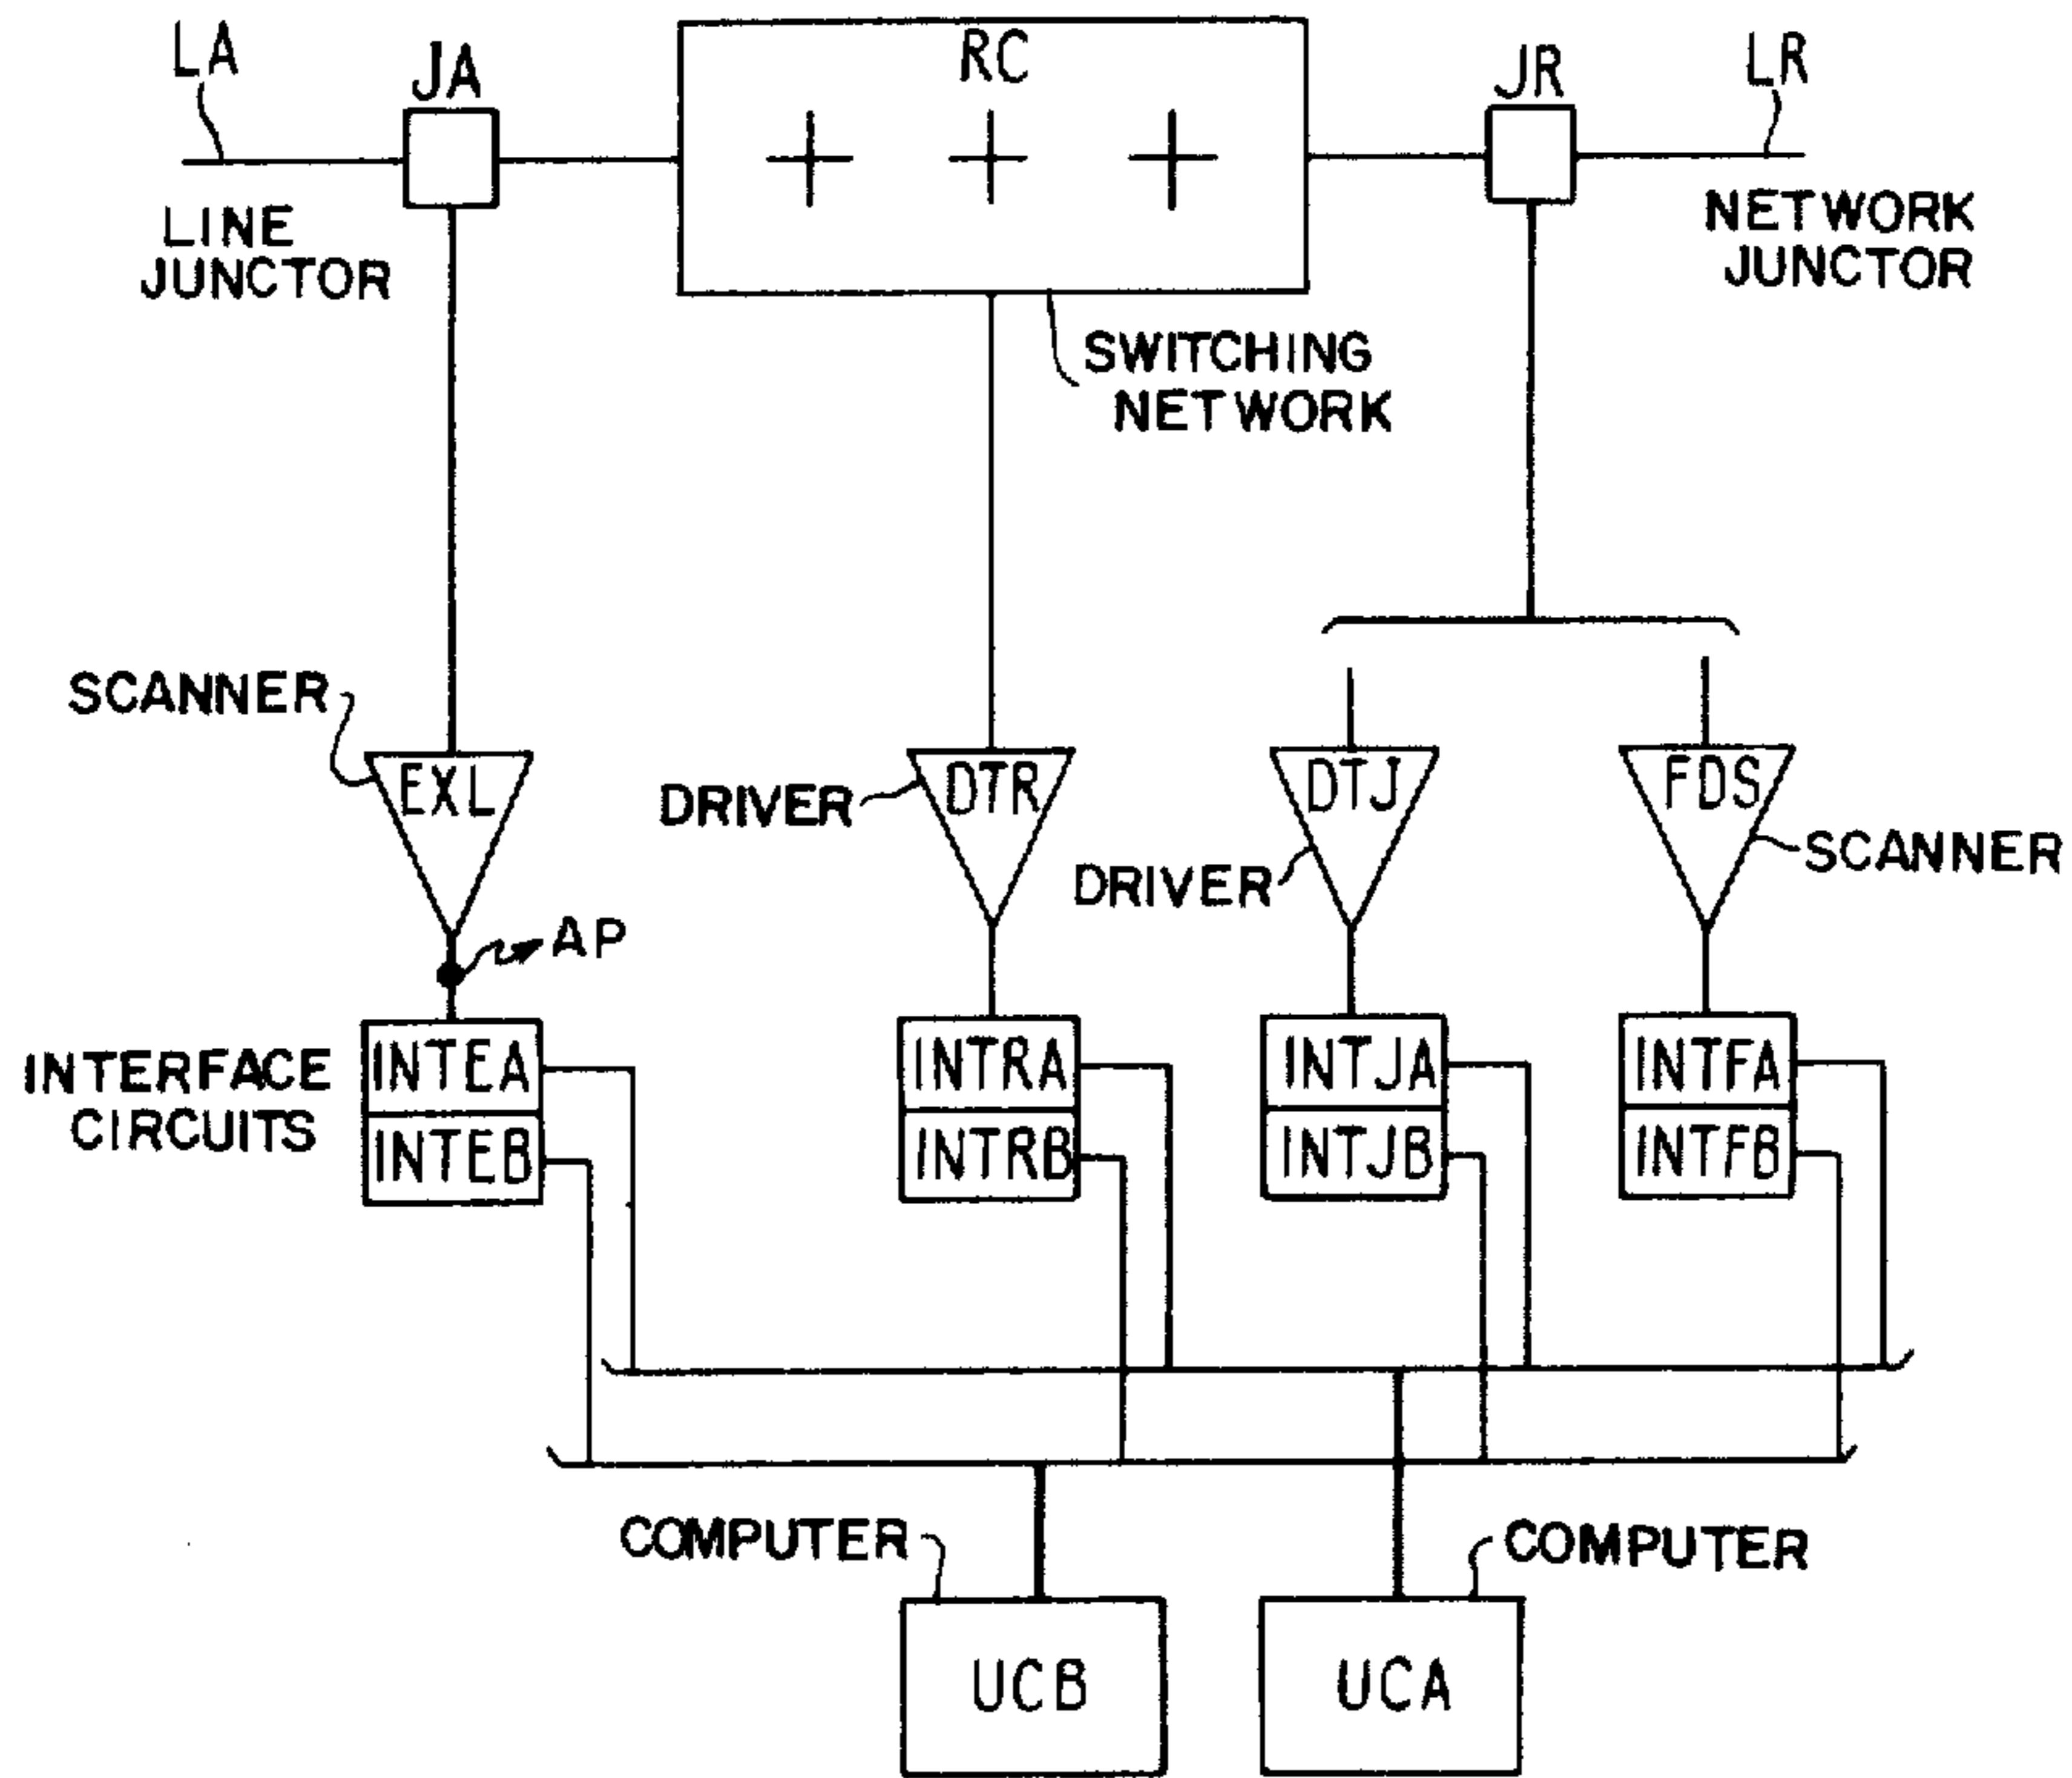 LA
JA
RC
JR
LR
LINE
JUNCTOR
NETWORK
JUNCTOR
SWITCHING
NETWORK
SCANNER
EXL
DRIVER
DTR
DRIVER
DTJ
FDS
SCANNER
AP
INTERFACE
CIRCUITS
INTEA
INTEB
INTRA
INTRB
INTJA
INTJB
INTFA
INTFB
COMPUTER
COMPUTER
UCB
UCA